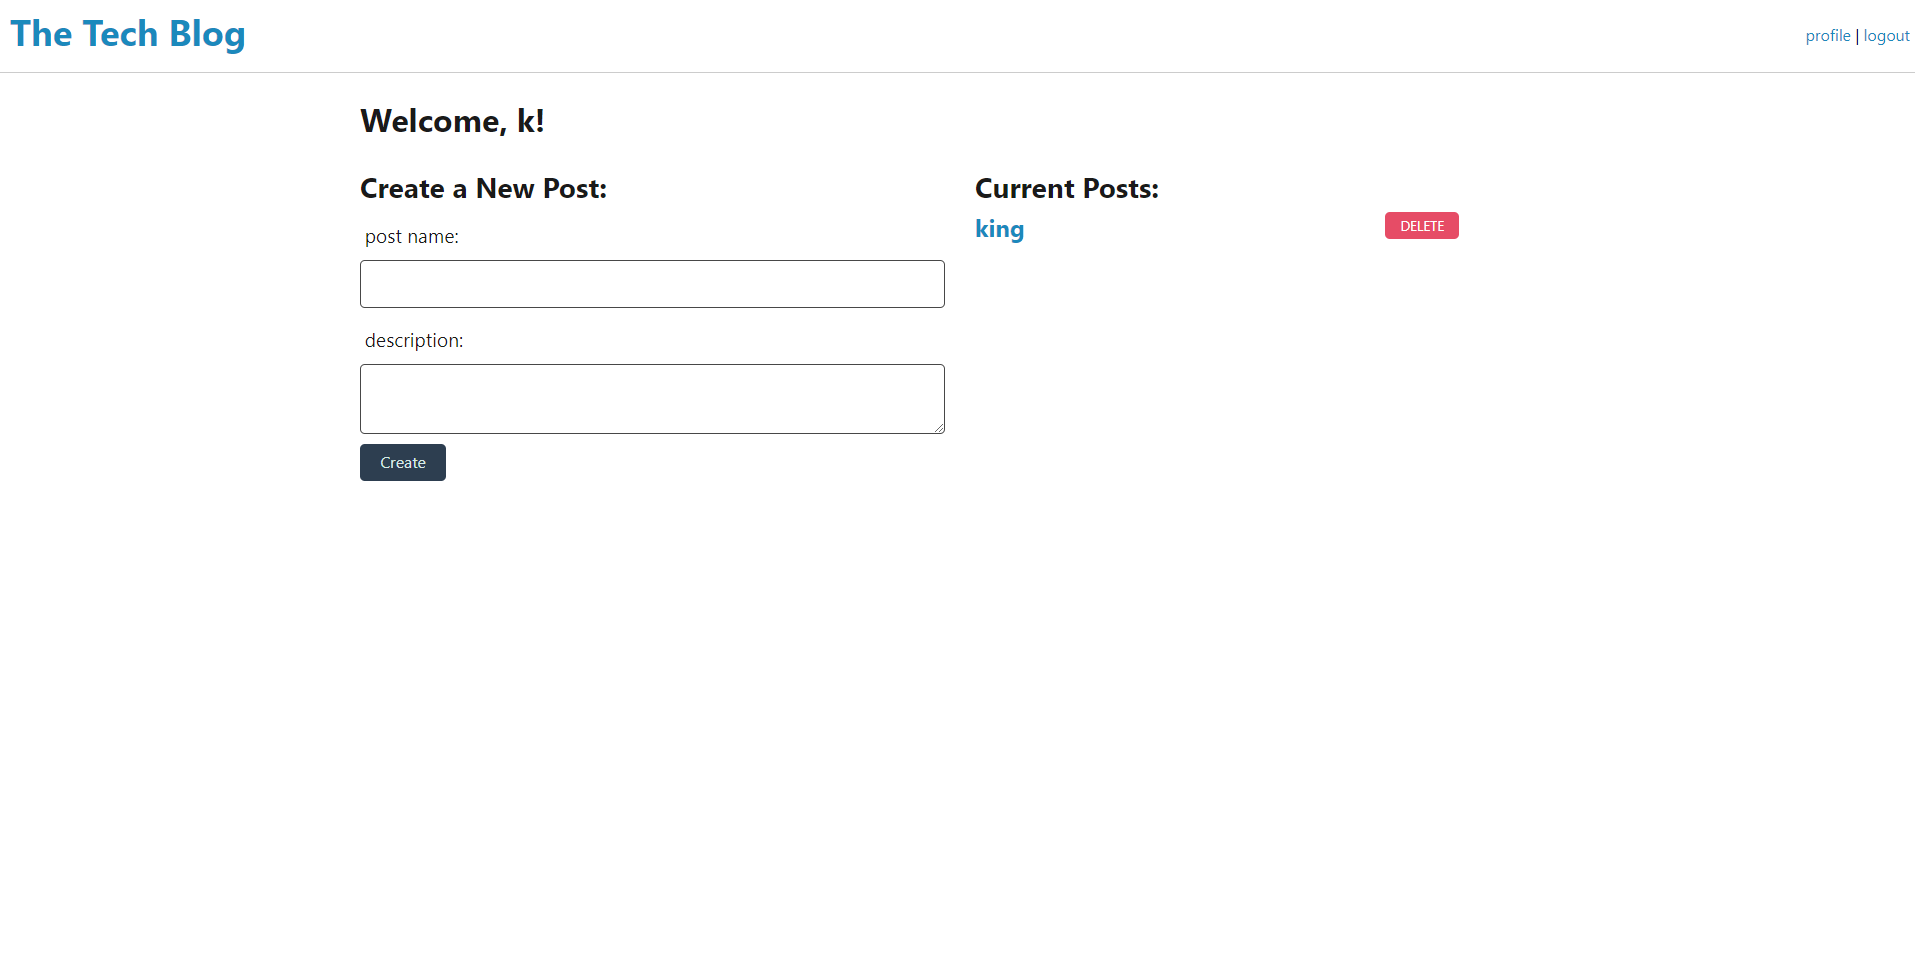 The Tech Blog
profile | logout
Welcome, k!
Create a New Post:
post name:
description:
Create
Current Posts:
king
DELETE